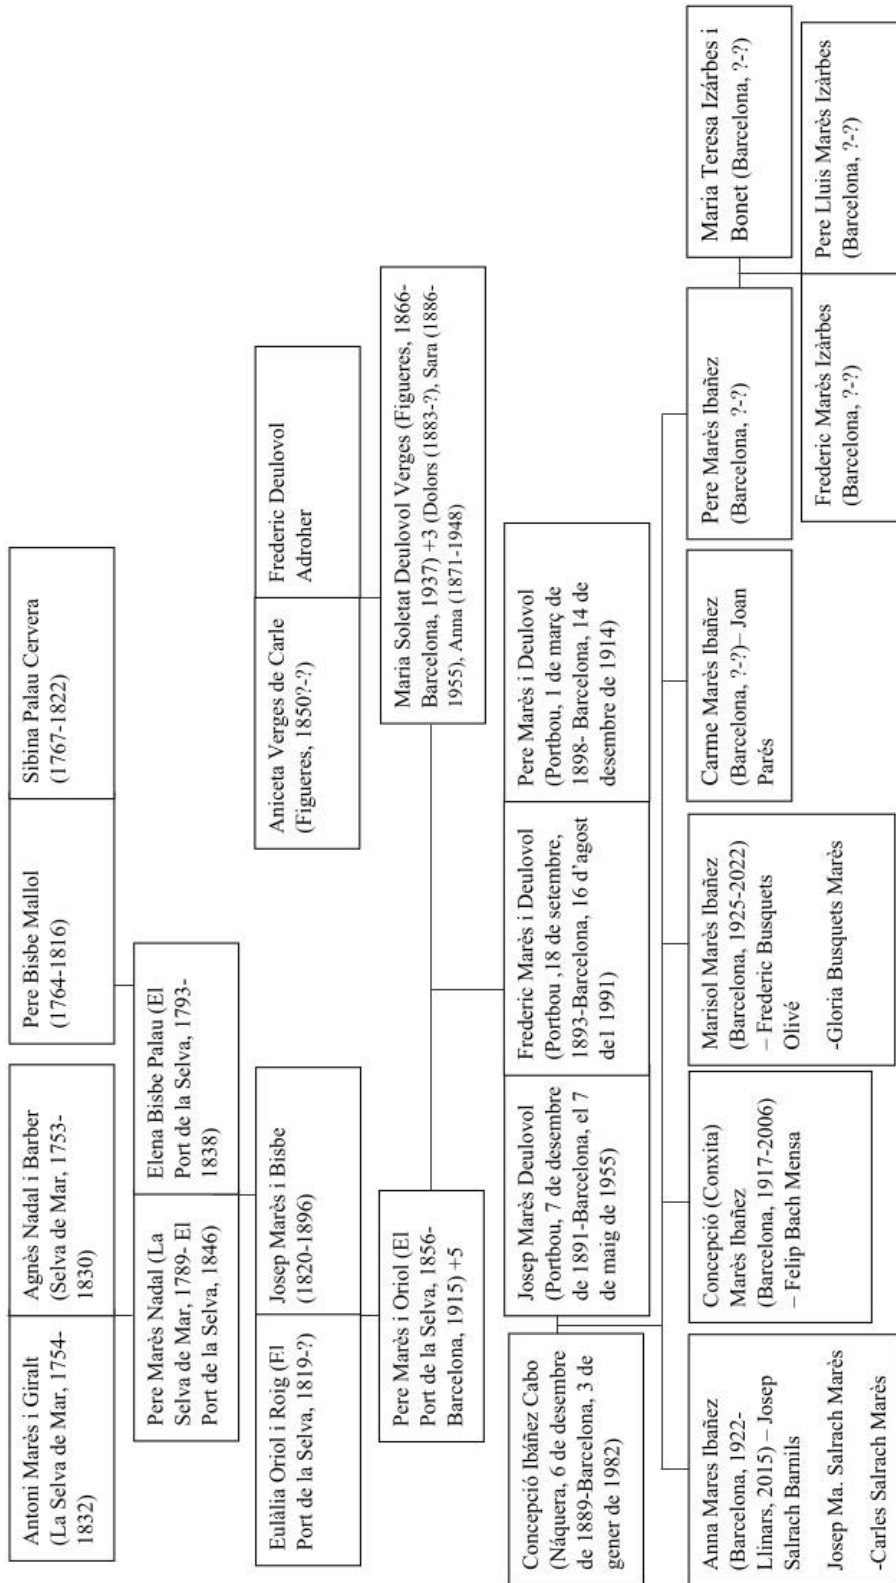 Antoni Marès i Giralt
(La Selva de Mar, 1754-
1832)
Agnès Nadal i Barber
(Selva de Mar, 1753-
1830)
Pere Bisbe Mallol
(1764-1816)
Sibina Palau Cervera
(1767-1822)
Pere Marès Nadal (La
Selva de Mar, 1789- El
Port de la Selva, 1846)
Elena Bisbe Palau (El
Port de la Selva, 1793-
1838)
Eulàlia Oriol i Roig (El
Port de la Selva, 1819-?)
Josep Marès i Bisbe
(1820-1896)
Aniceta Verges de Carle
(Figueres, 1850?-?)
Frederic Deulovol
Adroher
Pere Marès i Oriol (El
Port de la Selva, 1856-
Barcelona, 1915) +5
Maria Soletat Deulovol Verges (Figueres, 1866-
Barcelona, 1937) +3 (Dolors (1883-?), Sara (1886-
1955), Anna (1871-1948)
Concepció Ibáñez Cabo
(Náquera, 6 de desembre
de 1889-Barcelona, 3 de
gener de 1982)
Josep Marès Deulovol
(Portbou, 7 de desembre
de 1891-Barcelona, el 7
de maig de 1955)
Frederic Marès i Deulovol
(Portbou ,18 de setembre,
1893-Barcelona, 16 d'agost
de1 1991)
Pere Marès i Deulovol
(Portbou, 1 de març de
1898- Barcelona, 14 de
desembre de 1914)
Anna Mares Ibañez
(Barcelona, 1922-
Llinars, 2015) – Josep
Salrach Barnils
Josep Ma. Salrach Marès
-Carles Salrach Marès
Concepció (Conxita)
Marès Ibañez
(Barcelona, 1917-2006)
– Felip Bach Mensa
Marisol Marès Ibañez
(Barcelona, 1925-2022)
– Frederic Busquets
Olivé
-Gloria Busquets Marès
Carme Marès Ibañez
(Barcelona, ?-?)– Joan
Parés
Pere Marès Ibañez
(Barcelona, ?-?)
Maria Teresa Izárbes i
Bonet (Barcelona, ?-?)
Frederic Marès Izárbes
(Barcelona, ?-?)
Pere Lluis Marès Izárbes
(Barcelona, ?-?)